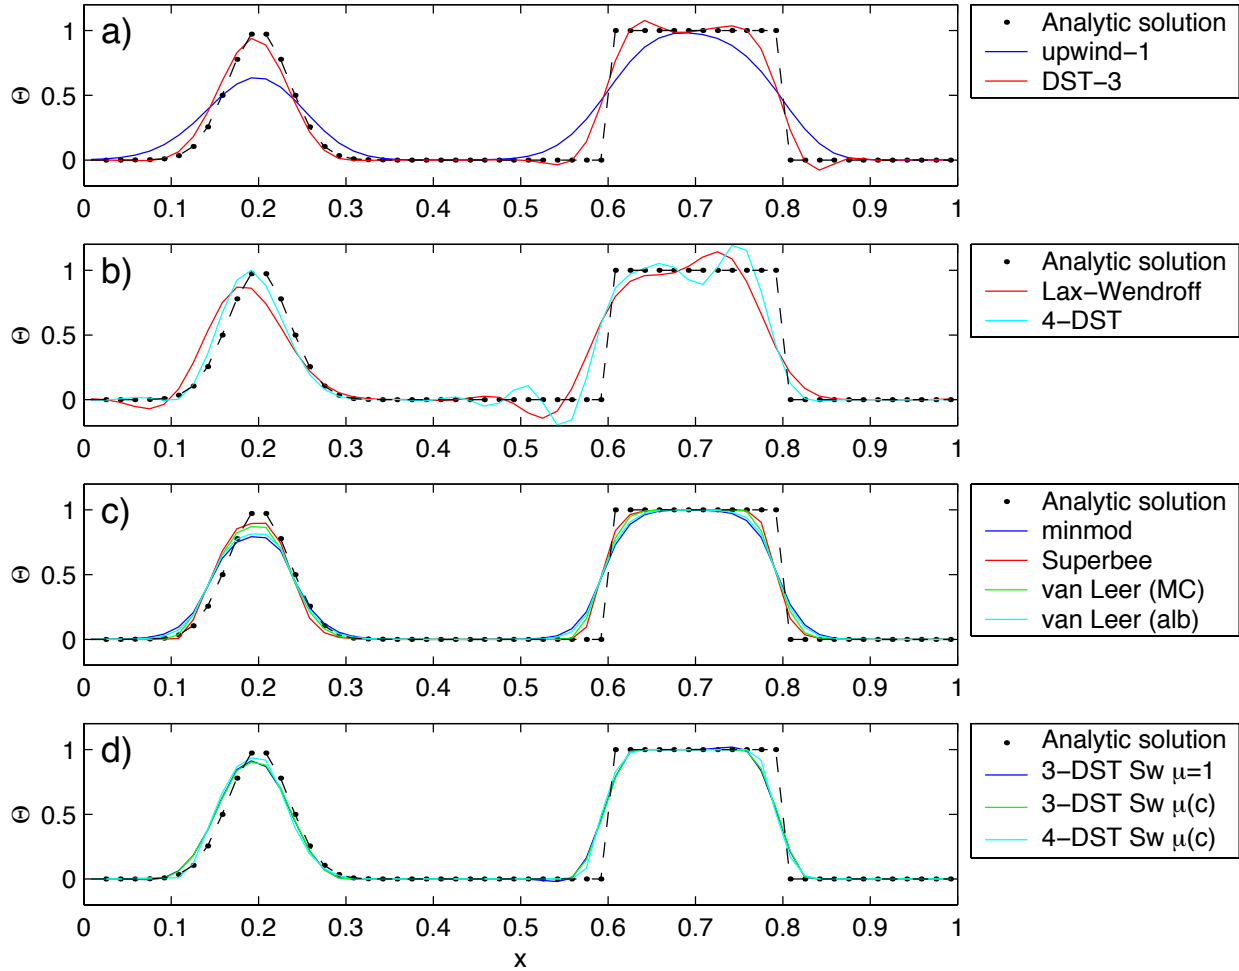 a)
1
0.5
0
Θ
0 0.1 0.2 0.3 0.4 0.5 0.6 0.7 0.8 0.9 1
Analytic solution
upwind−1
DST−3
b)
1
0.5
0
Θ
0 0.1 0.2 0.3 0.4 0.5 0.6 0.7 0.8 0.9 1
Analytic solution
Lax−Wendroff
4−DST
c)
1
0.5
0
Θ
0 0.1 0.2 0.3 0.4 0.5 0.6 0.7 0.8 0.9 1
Analytic solution
minmod
Superbee
van Leer (MC)
van Leer (alb)
d)
1
0.5
0
Θ
0 0.1 0.2 0.3 0.4 0.5 0.6 0.7 0.8 0.9 1
x
Analytic solution
3−DST Sw μ=1
3−DST Sw μ(c)
4−DST Sw μ(c)